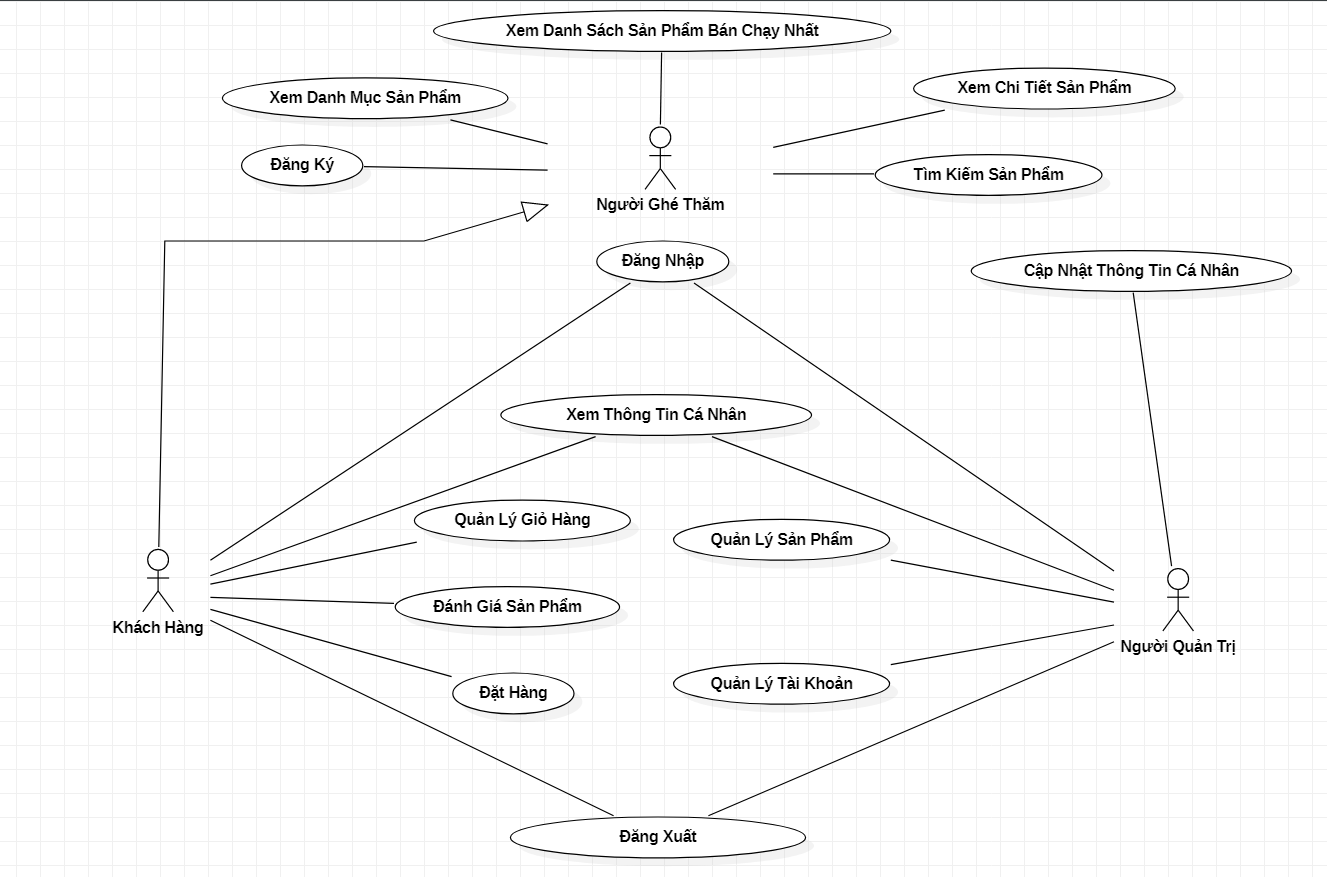 Xem Danh Sách Sản Phẩm Bán Chạy Nhất
Xem Danh Mục Sản Phẩm
Xem Chi Tiết Sản Phẩm
Đăng Ký
Tìm Kiếm Sản Phẩm
Người Ghé Thăm
Đăng Nhập
Cập Nhật Thông Tin Cá Nhân
Xem Thông Tin Cá Nhân
Quản Lý Giỏ Hàng
Quản Lý Sản Phẩm
Đánh Giá Sản Phẩm
Khách Hàng
Người Quản Trị
Quản Lý Tài Khoản
Đặt Hàng
Đăng Xuất